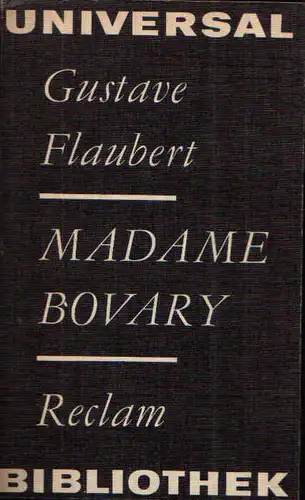 UNIVERSAL
Gustave
Flaubert
MADAME
BOVARY
Reclam
BIBLIOTHEK